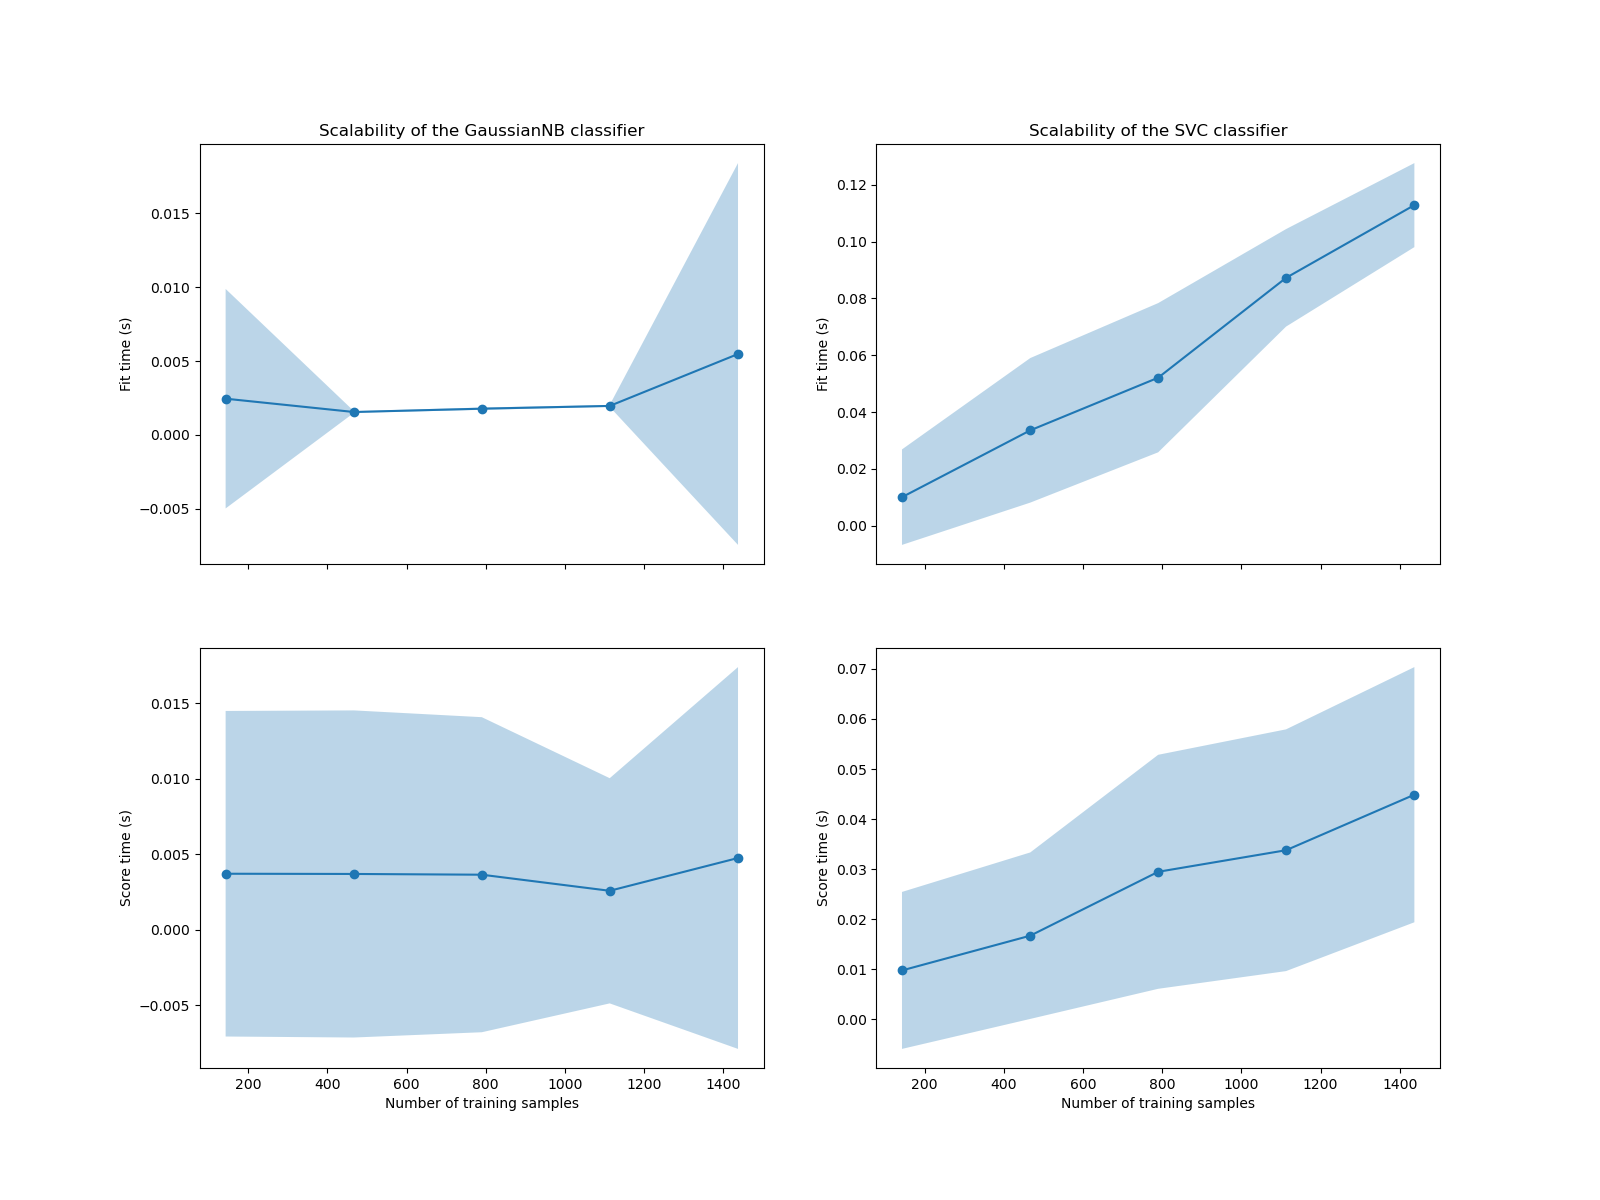 Scalability of the GaussianNB classifier
0.015
0.010
0.005
0.000
−0.005
Fit time (s)
Scalability of the SVC classifier
0.12
0.10
0.08
0.06
0.04
0.02
0.00
Fit time (s)
0.015
0.010
0.005
0.000
−0.005
Score time (s)
200 400 600 800 1000 1200 1400
Number of training samples
0.07
0.06
0.05
0.04
0.03
0.02
0.01
0.00
Score time (s)
200 400 600 800 1000 1200 1400
Number of training samples